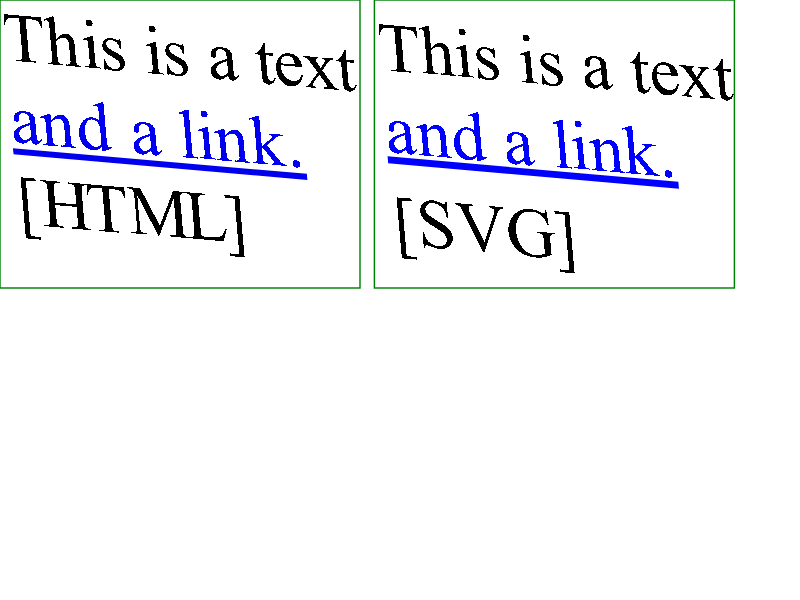 This is a text
and a link.
[HTML]
This is a text
and a link.
[SVG]